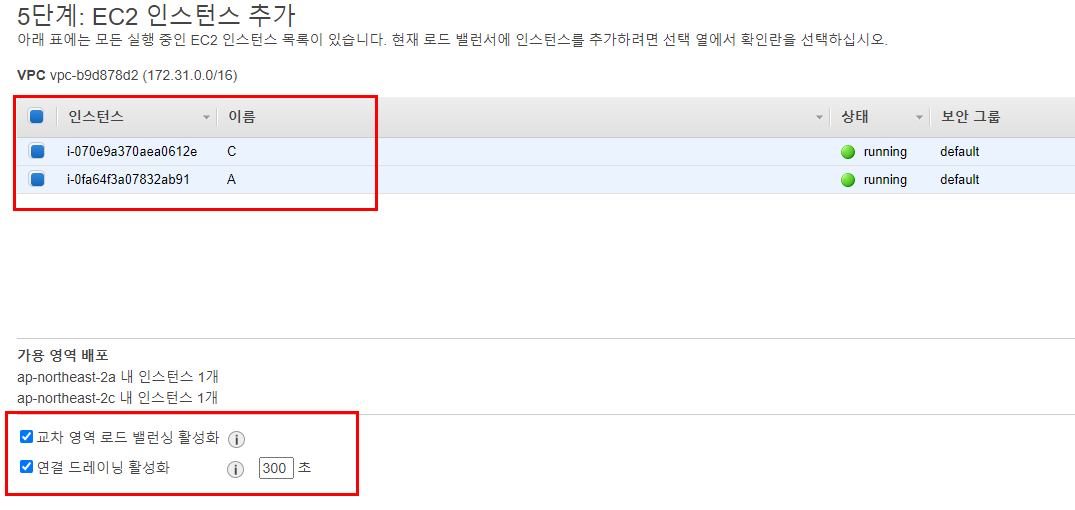 5단계: EC2 인스턴스 추가
아래 표에는 모든 실행 중인 EC2 인스턴스 목록이 있습니다. 현재 로드 밸런서에 인스턴스를 추가하려면 선택 열에서 확인란을 선택하십시오.
VPC vpc-b9d878d2 (172.31.0.0/16)
인스턴스 이름 상태 보안 그룹
i-070e9a370aea0612e C running default
i-0fa64f3a07832ab91 A running default
가용 영역 배포
ap-northeast-2a 내 인스턴스 1개
ap-northeast-2c 내 인스턴스 1개
교차 영역 로드 밸런싱 활성화 i
연결 드레이닝 활성화 i 300 초